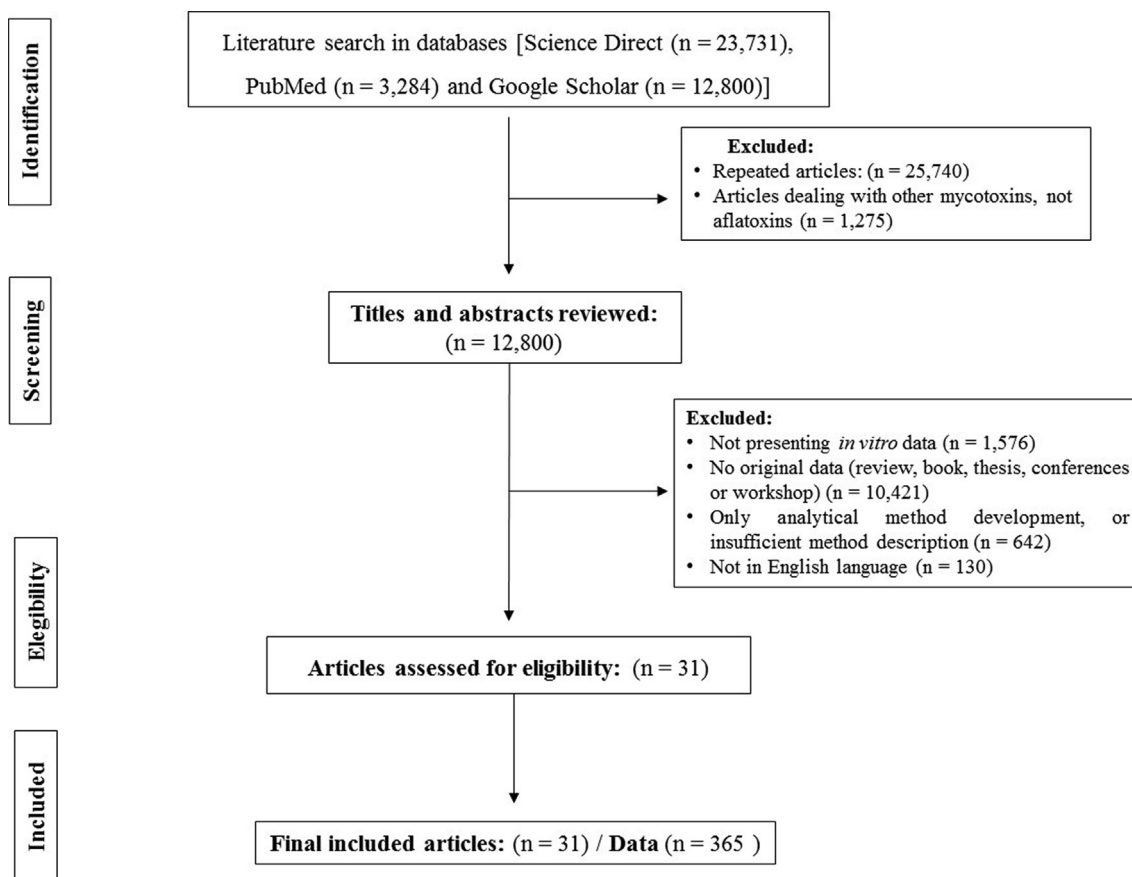 Identification
Literature search in databases [Science Direct (n = 23,731),
PubMed (n = 3,284) and Google Scholar (n = 12,800)]
Excluded:
• Repeated articles: (n = 25,740)
• Articles dealing with other mycotoxins, not
aflatoxins (n = 1,275)
Screening
Titles and abstracts reviewed:
(n = 12,800)
Excluded:
• Not presenting in vitro data (n = 1,576)
• No original data (review, book, thesis, conferences
or workshop) (n = 10,421)
• Only analytical method development, or
insufficient method description (n = 642)
• Not in English language (n = 130)
Elegibility
Articles assessed for eligibility: (n = 31)
Included
Final included articles: (n = 31) / Data (n = 365 )